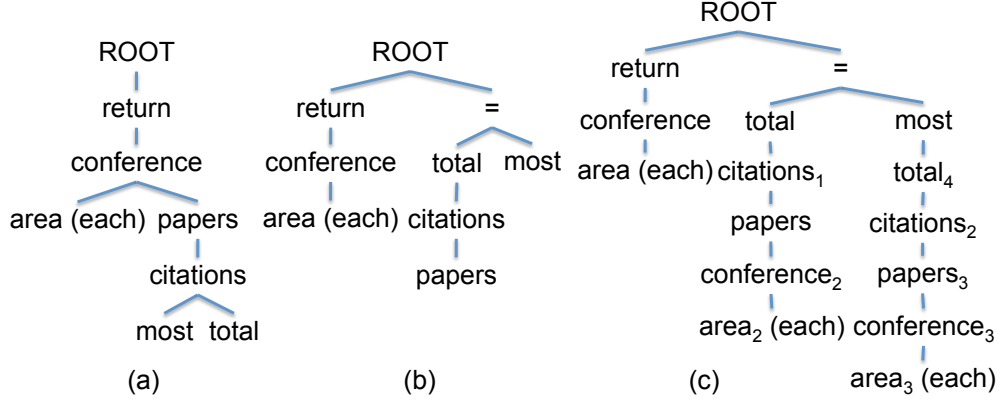 ROOT
return
conference
area (each) papers
citations
most total
(a)
ROOT
return =
conference total most
area (each) citations
papers
(b)
ROOT
return =
conference total most
area (each) citations₁ total₄
papers citations₂
conference₂ papers₃
area₂ (each) conference₃
area₃ (each)
(c)